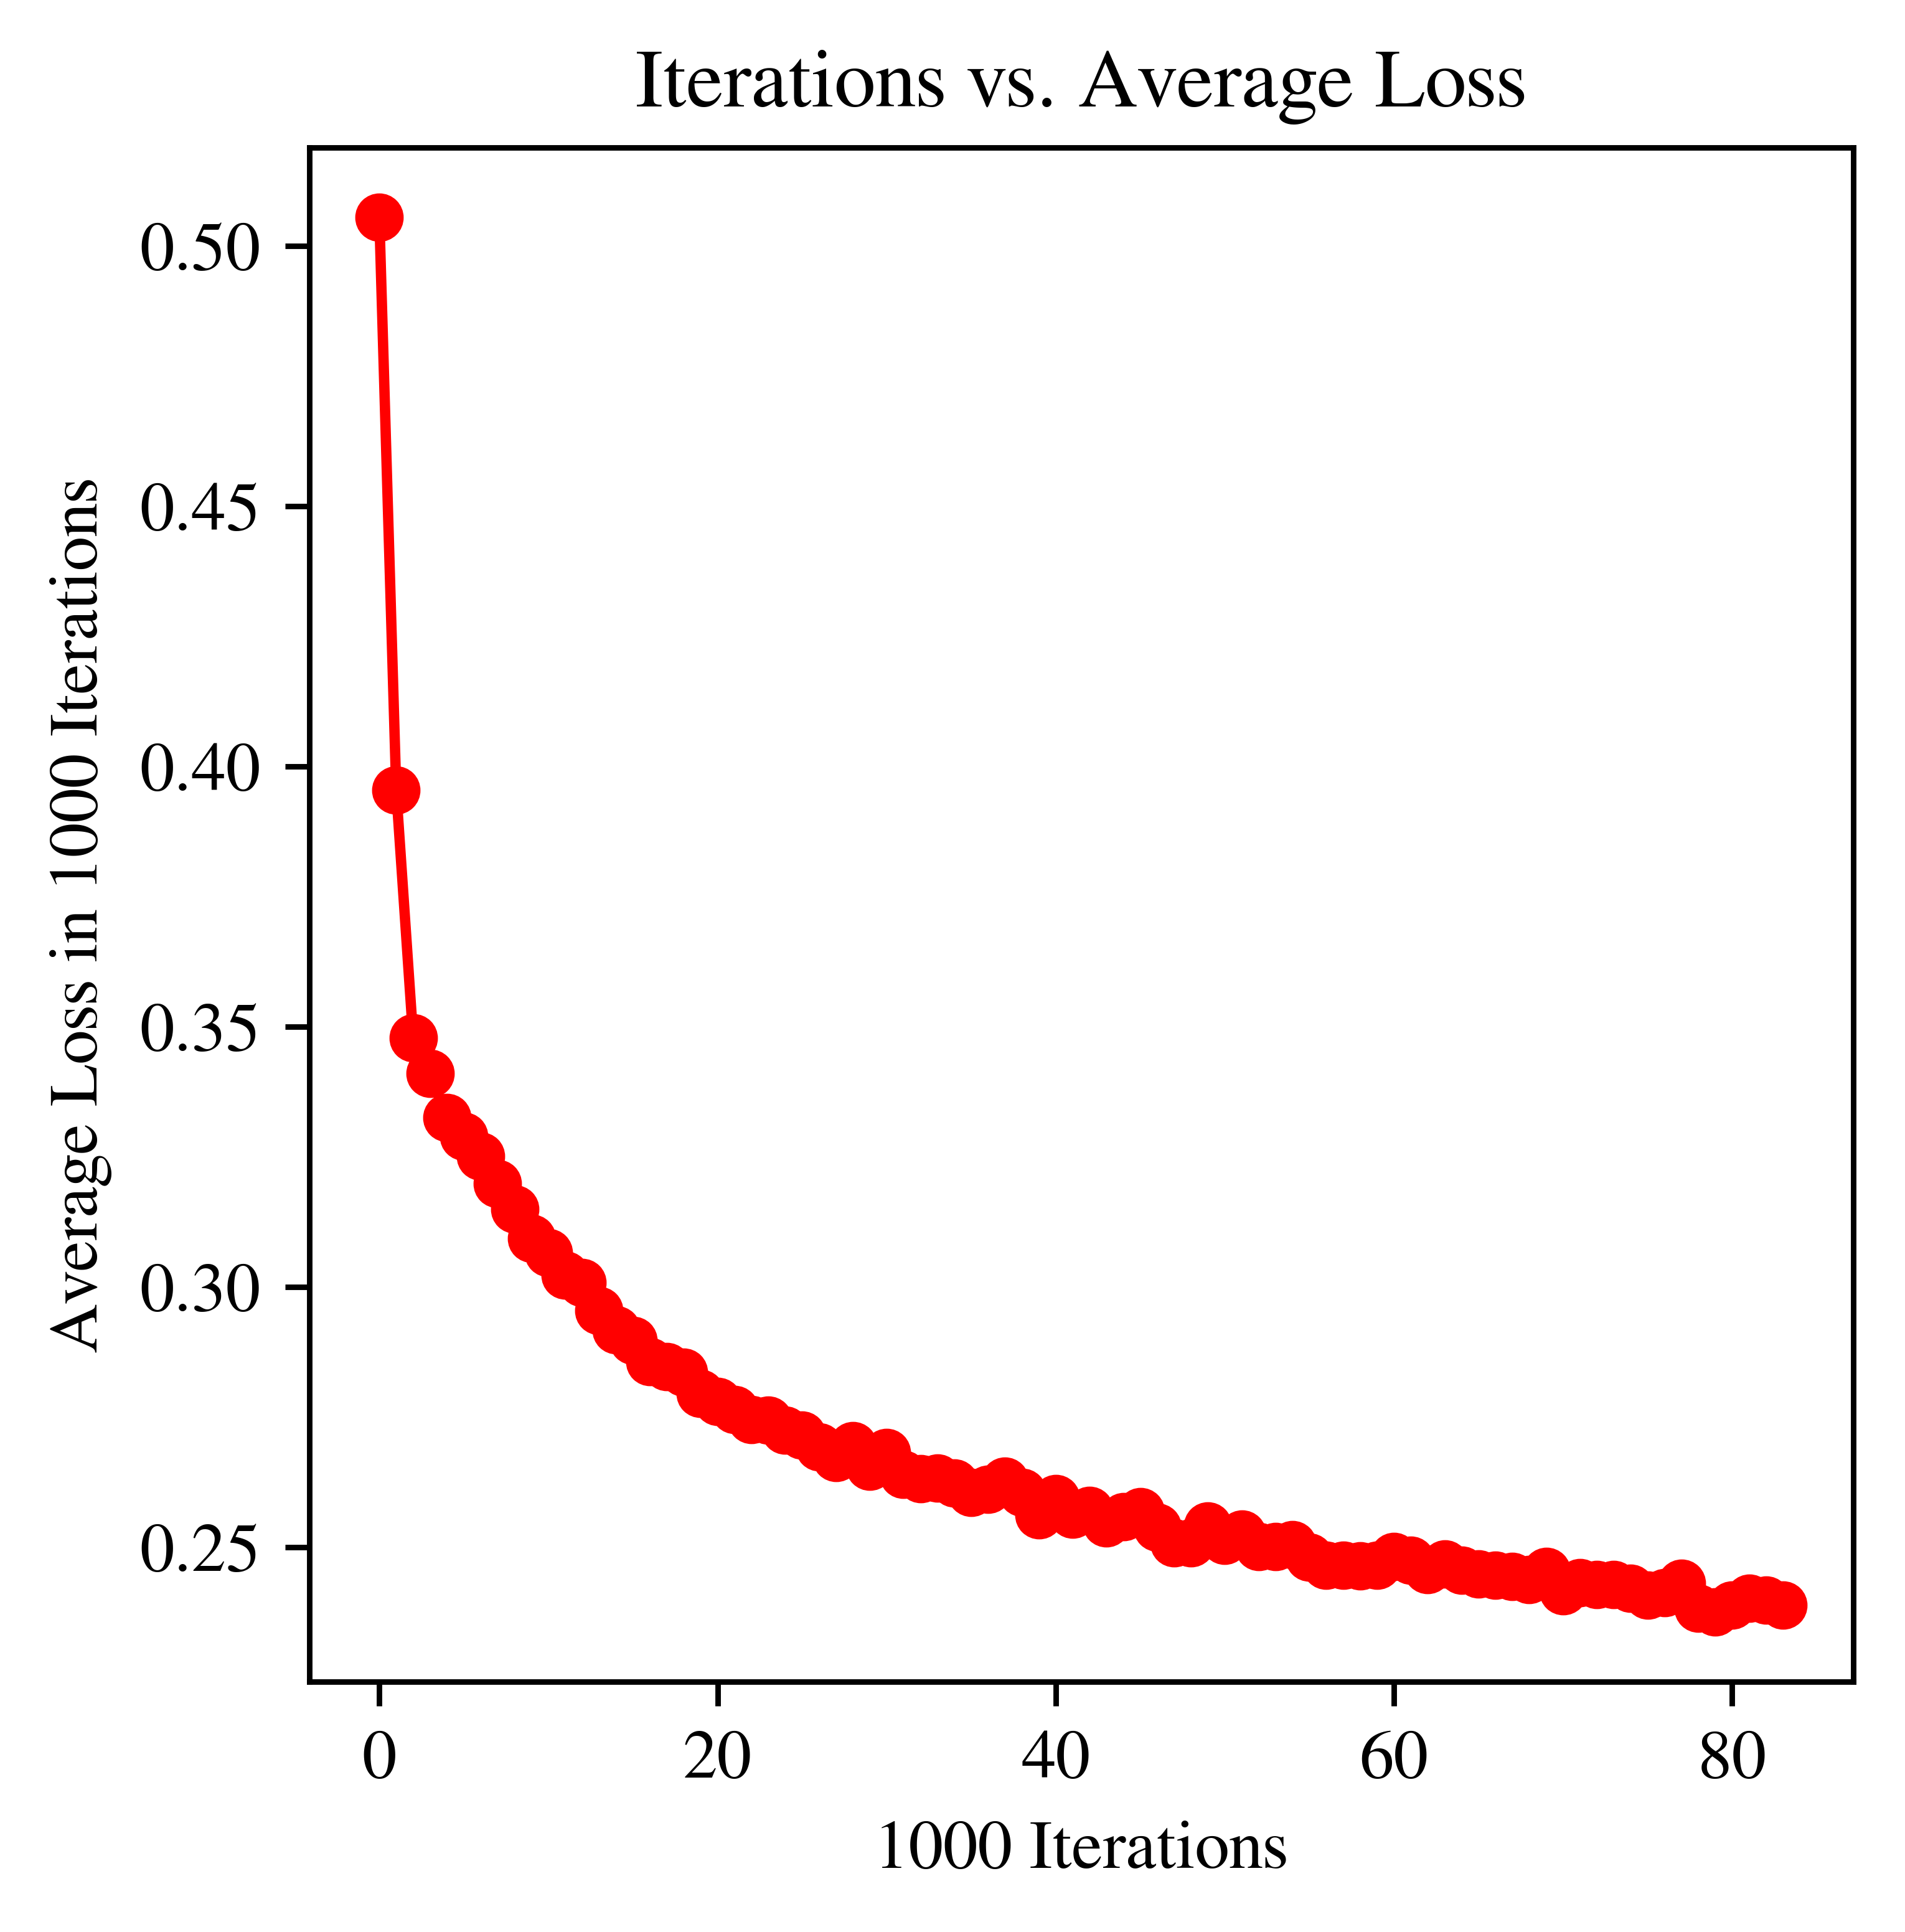 Iterations vs. Average Loss
Average Loss in 1000 Iterations
0.50
0.45
0.40
0.35
0.30
0.25
0 20 40 60 80
1000 Iterations